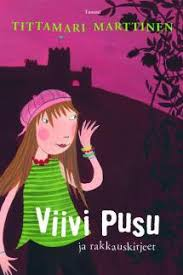 Tammi
TITTAMARI MARTTINEN
Viivi Pusu
ja rakkauskirjeet